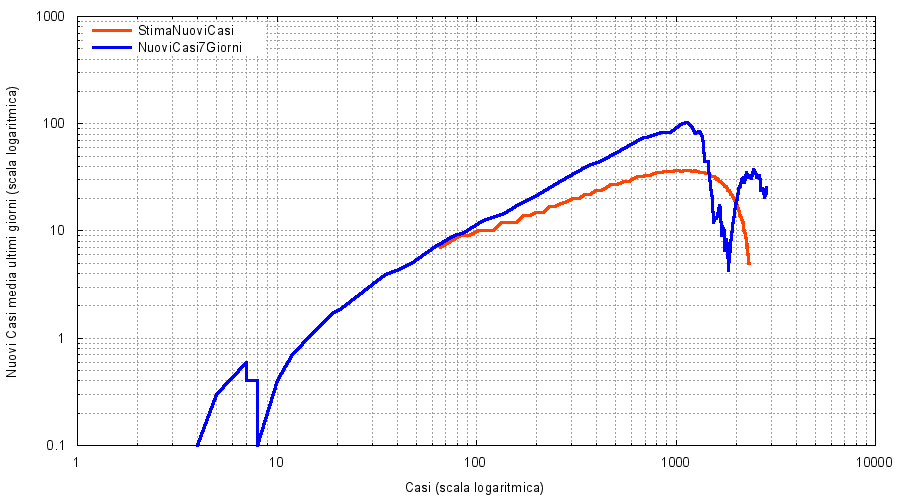 StimaNuoviCasi
NuoviCasi7Giorni
Nuovi Casi media ultimi giorni (scala logaritmica)
1000
100
10
1
0.1
1
10
100
1000
10000
Casi (scala logaritmica)